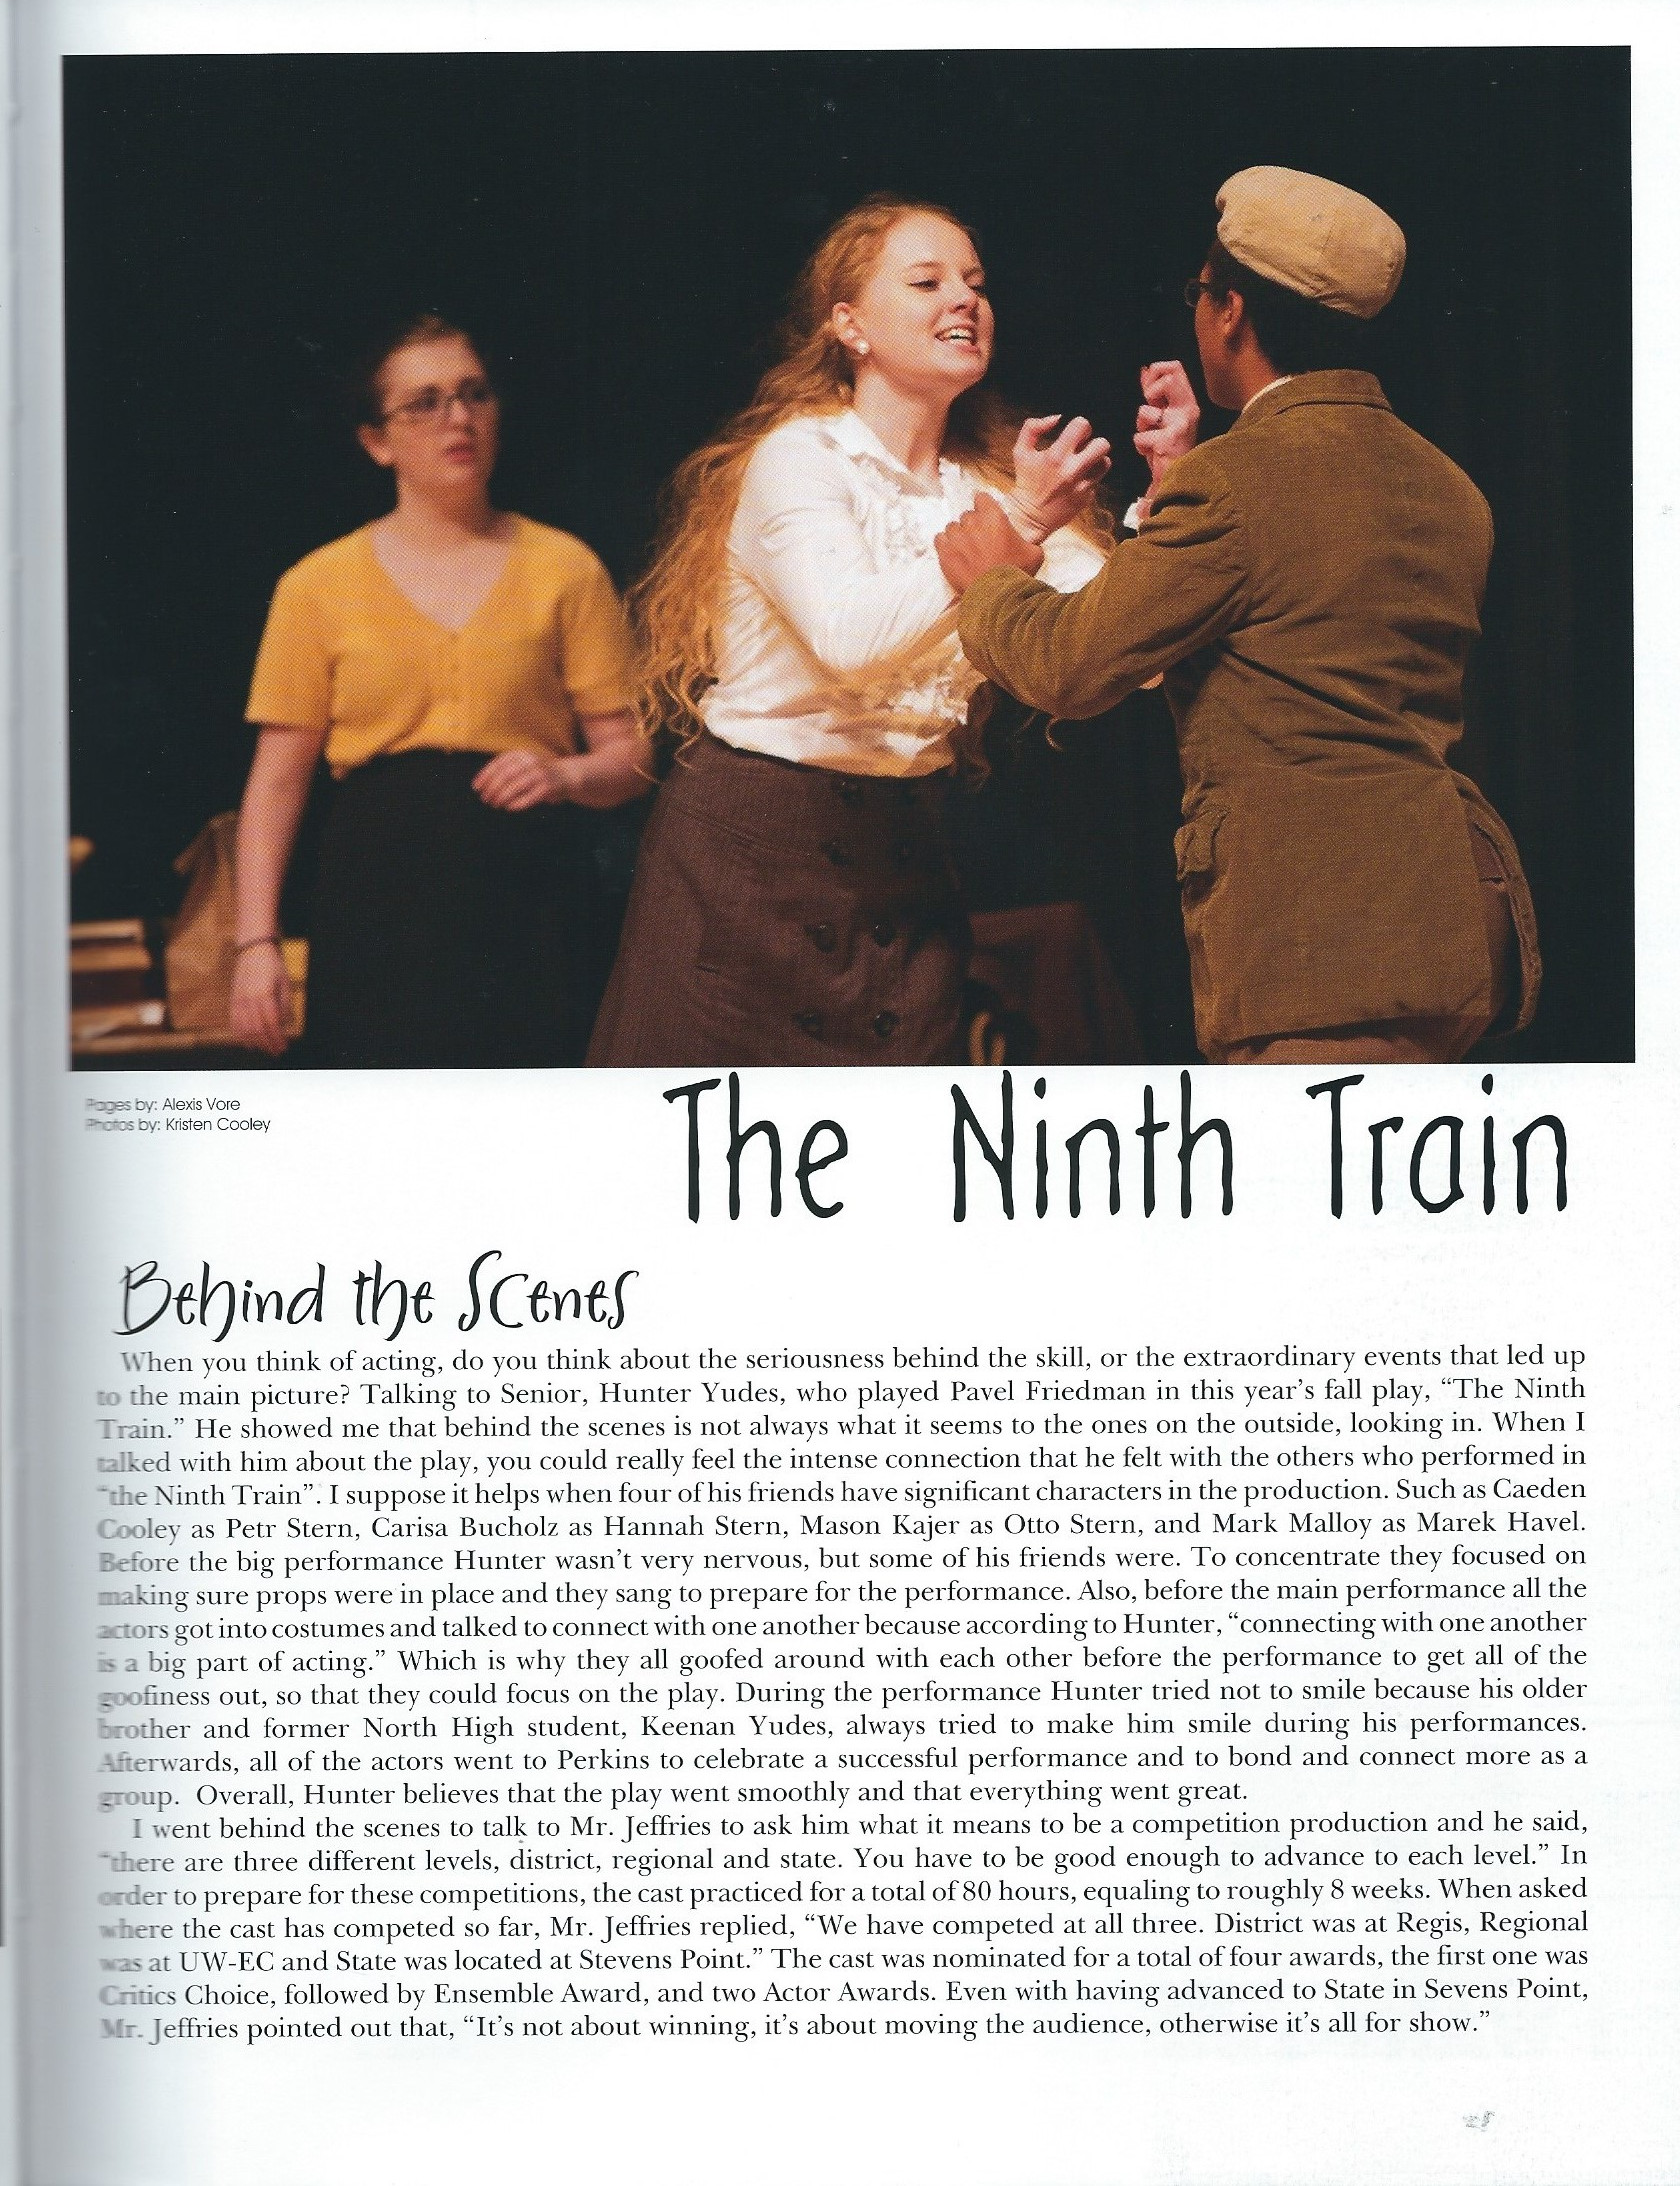 Pages by: Alexis Vore
Photos by: Kristen Cooley
The Ninth Train
Behind the Scenes
When you think of acting, do you think about the seriousness behind the skill, or the extraordinary events that led up
to the main picture? Talking to Senior, Hunter Yudes, who played Pavel Friedman in this year's fall play, “The Ninth
Train.” He showed me that behind the scenes is not always what it seems to the ones on the outside, looking in. When I
talked with him about the play, you could really feel the intense connection that he felt with the others who performed in
“the Ninth Train”. I suppose it helps when four of his friends have significant characters in the production. Such as Caeden
Cooley as Petr Stern, Carisa Bucholz as Hannah Stern, Mason Kajer as Otto Stern, and Mark Malloy as Marek Havel.
Before the big performance Hunter wasn't very nervous, but some of his friends were. To concentrate they focused on
making sure props were in place and they sang to prepare for the performance. Also, before the main performance all the
actors got into costumes and talked to connect with one another because according to Hunter, “connecting with one another
is a big part of acting.” Which is why they all goofed around with each other before the performance to get all of the
goofiness out, so that they could focus on the play. During the performance Hunter tried not to smile because his older
brother and former North High student, Keenan Yudes, always tried to make him smile during his performances.
Afterwards, all of the actors went to Perkins to celebrate a successful performance and to bond and connect more as a
group. Overall, Hunter believes that the play went smoothly and that everything went great.
I went behind the scenes to talk to Mr. Jeffries to ask him what it means to be a competition production and he said,
“there are three different levels, district, regional and state. You have to be good enough to advance to each level.” In
order to prepare for these competitions, the cast practiced for a total of 80 hours, equaling to roughly 8 weeks. When asked
where the cast has competed so far, Mr. Jeffries replied, “We have competed at all three. District was at Regis, Regional
was at UW-EC and State was located at Stevens Point.” The cast was nominated for a total of four awards, the first one was
Critics Choice, followed by Ensemble Award, and two Actor Awards. Even with having advanced to State in Sevens Point,
Mr. Jeffries pointed out that, “It's not about winning, it's about moving the audience, otherwise it's all for show.”